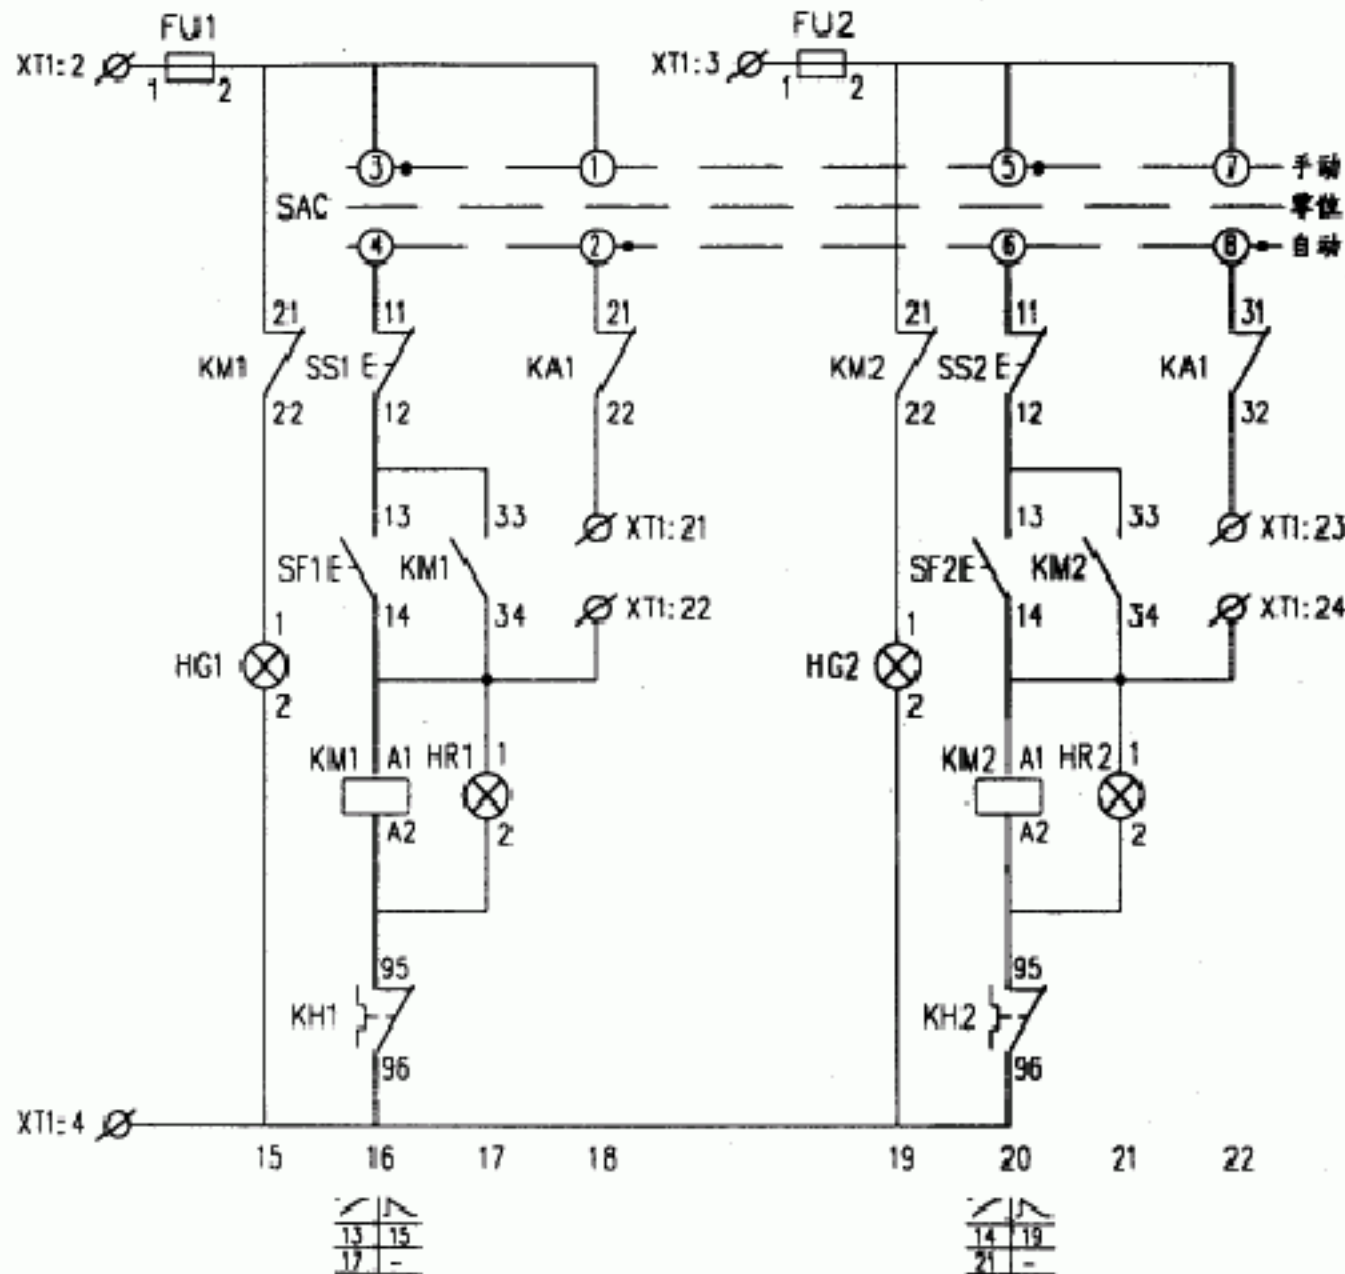 FU1 FU2
XT1:2 1 2 XT1:3 1 2
3 1 5 7 手动
SAC 零位
4 2 6 8 自动
21 11 21 21 11 31
KM1 SS1 E KA1 KM2 SS2 E KA1
22 12 22 22 12 32
13 33 XT1:21 13 33 XT1:23
SF1 E KM1 SF2 E KM2
14 34 XT1:22 14 34 XT1:24
1 1
HG1 HG2
2 2
KM1 A1 HR1 1 KM2 A1 HR2 1
A2 2 A2 2
95 95
KH1 KH2
96 96
XT1:4
15 16 17 18 19 20 21 22
13 15 14 19
17 - 21 -